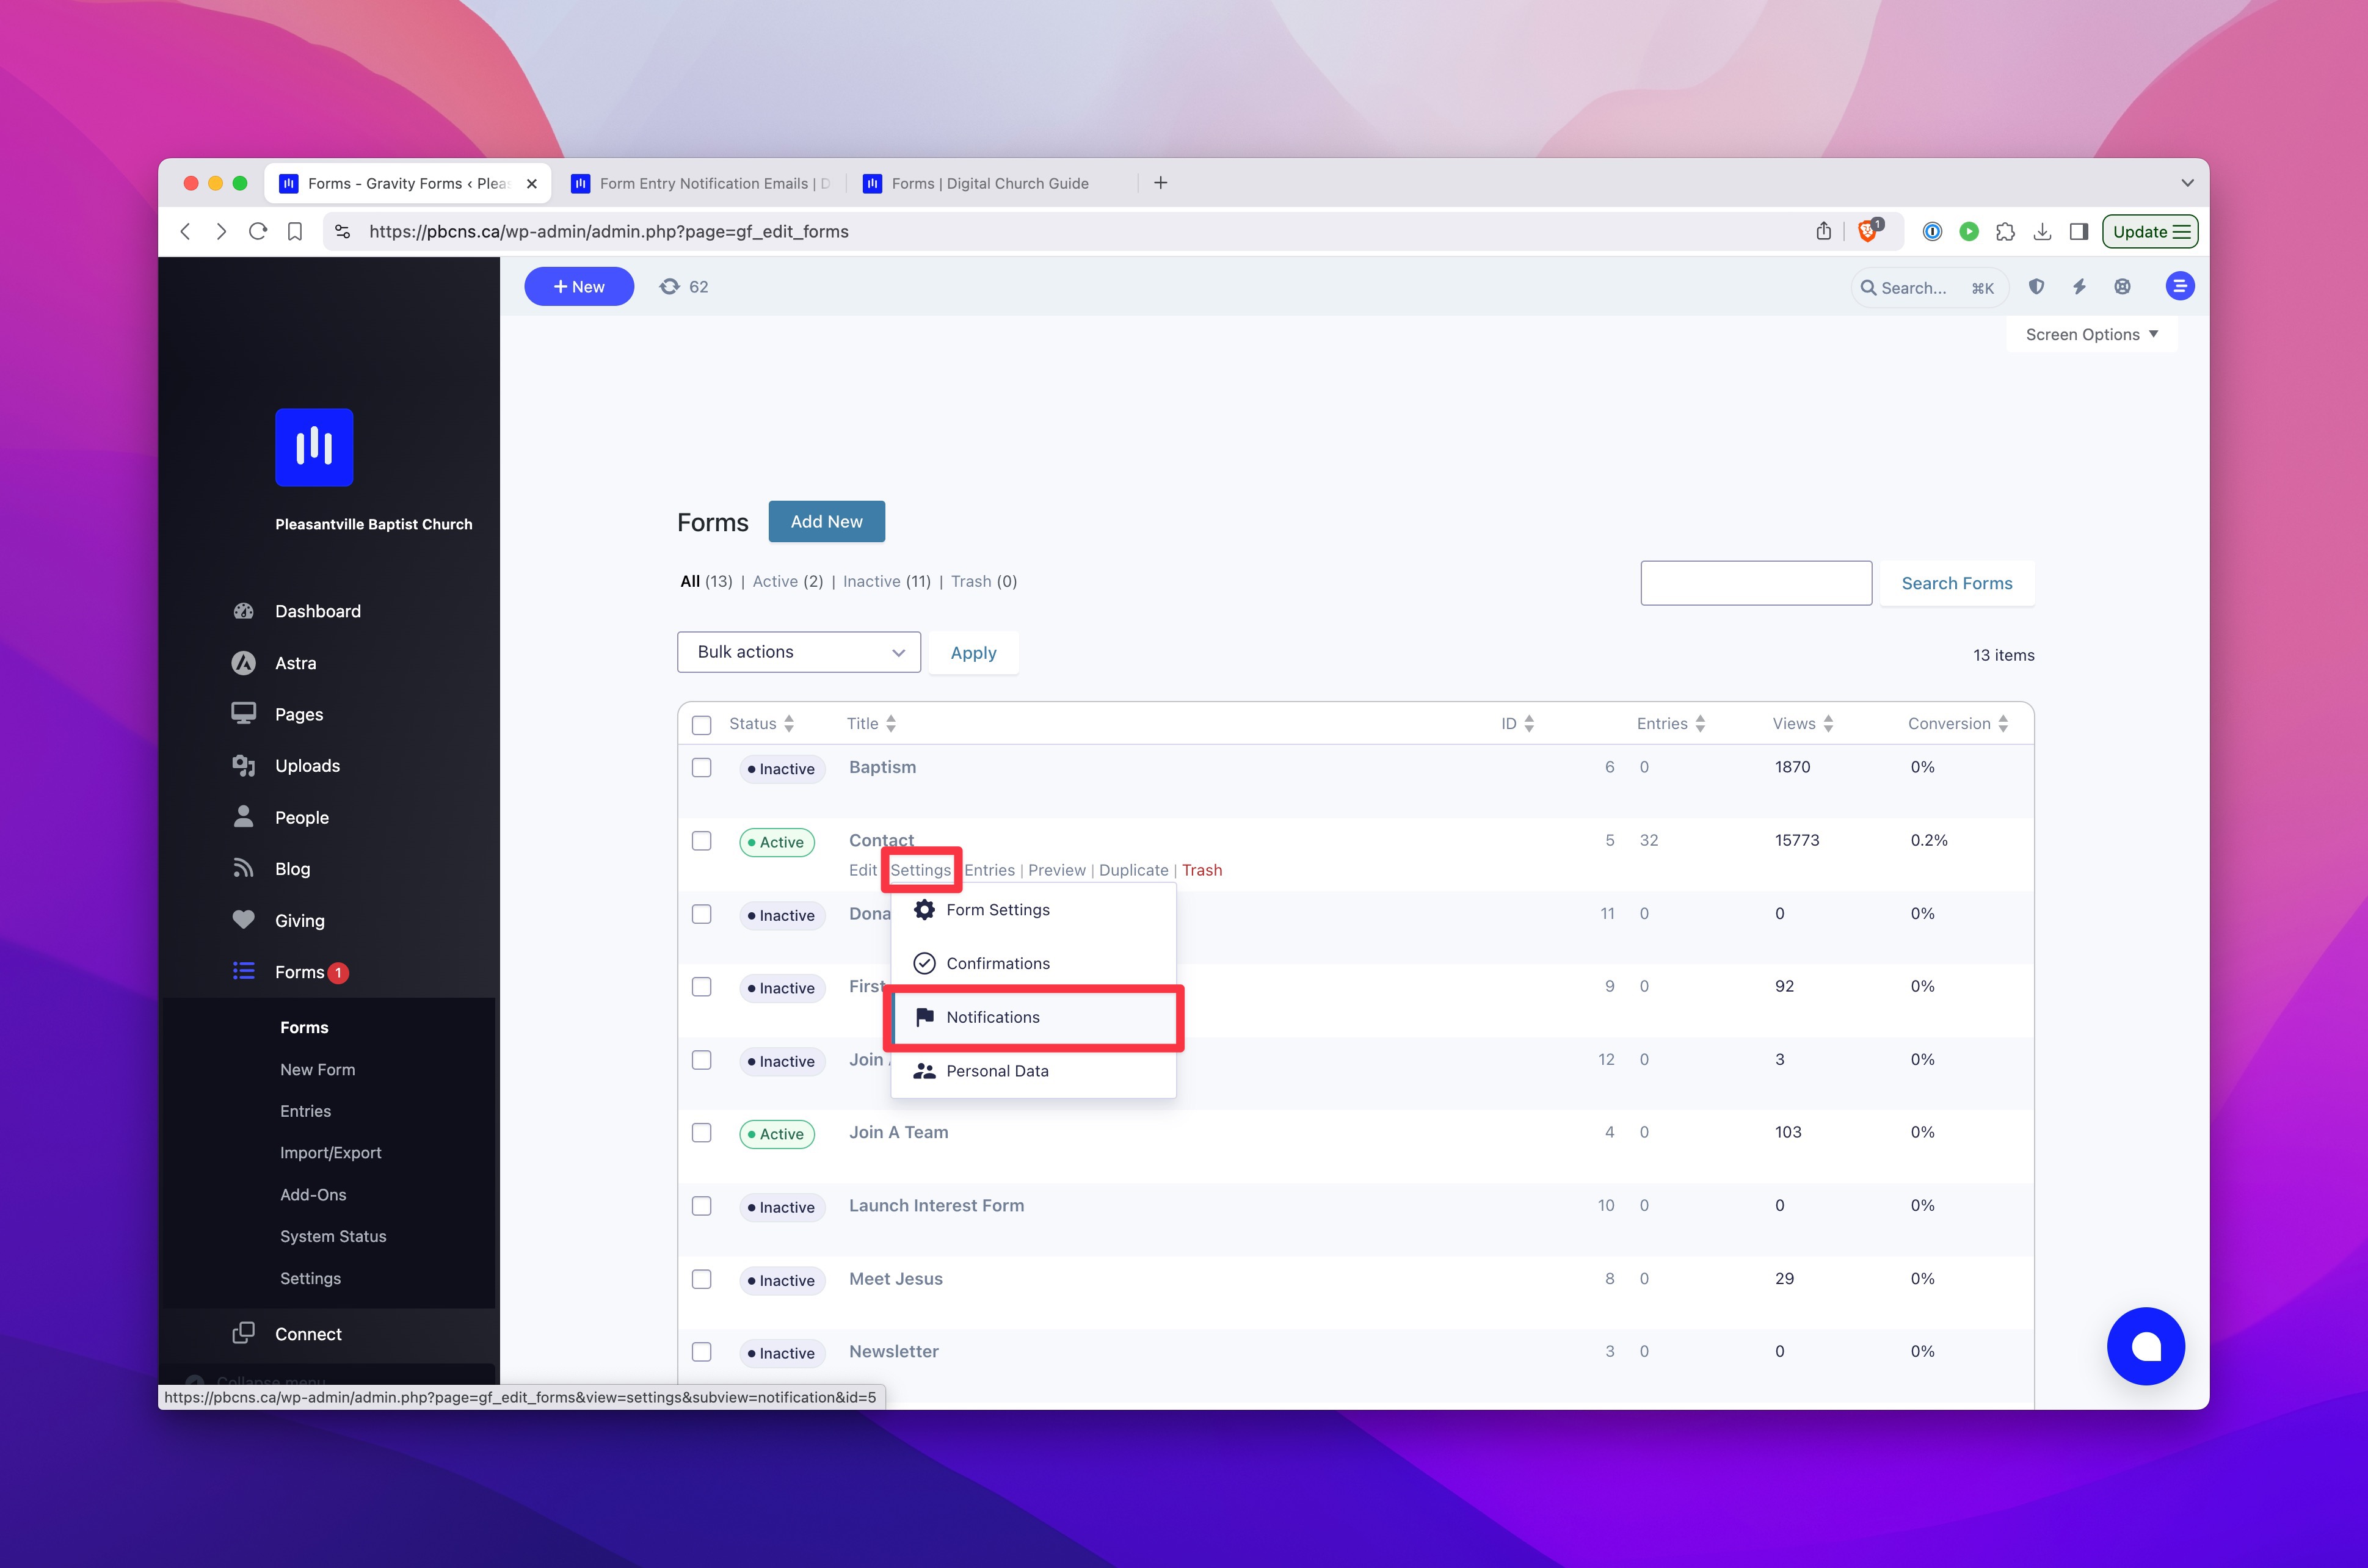 Forms - Gravity Forms ‹ Pleas
Form Entry Notification Emails | D
Forms | Digital Church Guide
https://pbcns.ca/wp-admin/admin.php?page=gf_edit_forms
1
Update
+ New
62
Search... ⌘K
Screen Options
Pleasantville Baptist Church
Dashboard
Astra
Pages
Uploads
People
Blog
Giving
Forms 1
Forms
New Form
Entries
Import/Export
Add-Ons
System Status
Settings
Connect
Collapse menu
Forms Add New
All (13) | Active (2) | Inactive (11) | Trash (0)
Search Forms
Bulk actions Apply
13 items
Status Title ID Entries Views Conversion
Inactive Baptism 6 0 1870 0%
Active Contact 5 32 15773 0.2%
Edit Settings Entries | Preview | Duplicate | Trash
Form Settings
Confirmations
Notifications
Personal Data
Inactive Dona 11 0 0 0%
Inactive First 9 0 92 0%
Inactive Join 12 0 3 0%
Active Join A Team 4 0 103 0%
Inactive Launch Interest Form 10 0 0 0%
Inactive Meet Jesus 8 0 29 0%
Inactive Newsletter 3 0 0 0%
https://pbcns.ca/wp-admin/admin.php?page=gf_edit_forms&view=settings&subview=notification&id=5